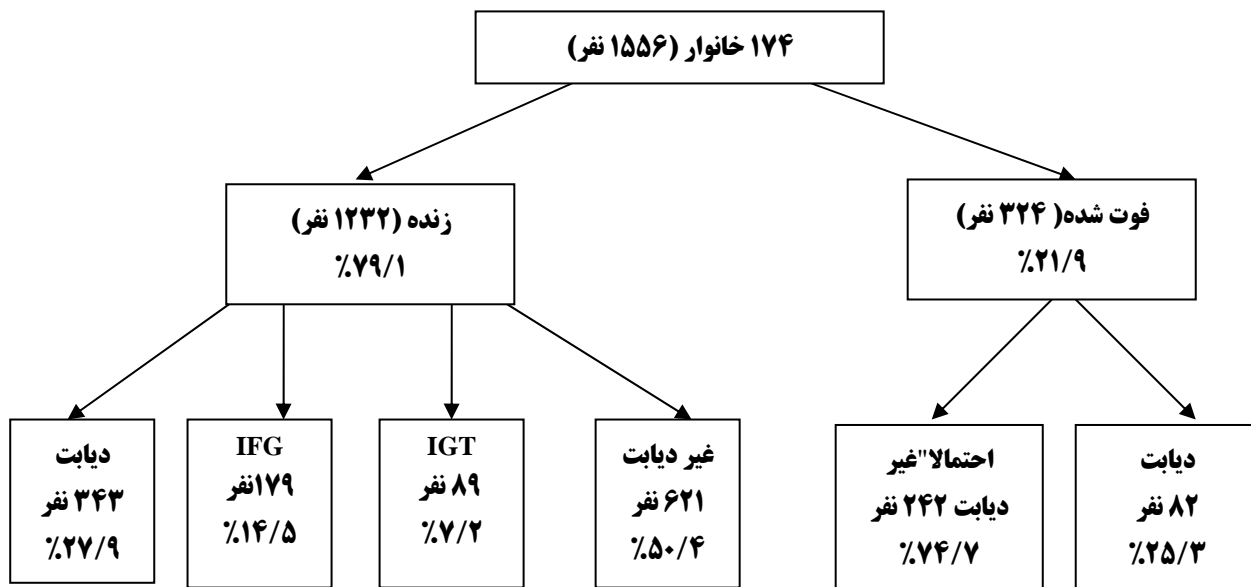 ۱۷۴ خانوار (۱۵۵۶ نفر)
زنده (۱۲۳۲ نفر)
٪۷۹/۱
فوت شده( ۳۲۴ نفر)
٪۲۱/۹
دیابت
۳۴۳ نفر
٪۲۷/۹
IFG
۱۷۹نفر
٪۱۴/۵
IGT
۸۹ نفر
٪۷/۲
غیر دیابت
۶۲۱ نفر
٪۵۰/۴
احتمالا"غیر
دیابت ۲۴۲ نفر
٪۷۴/۷
دیابت
۸۲ نفر
٪۲۵/۳